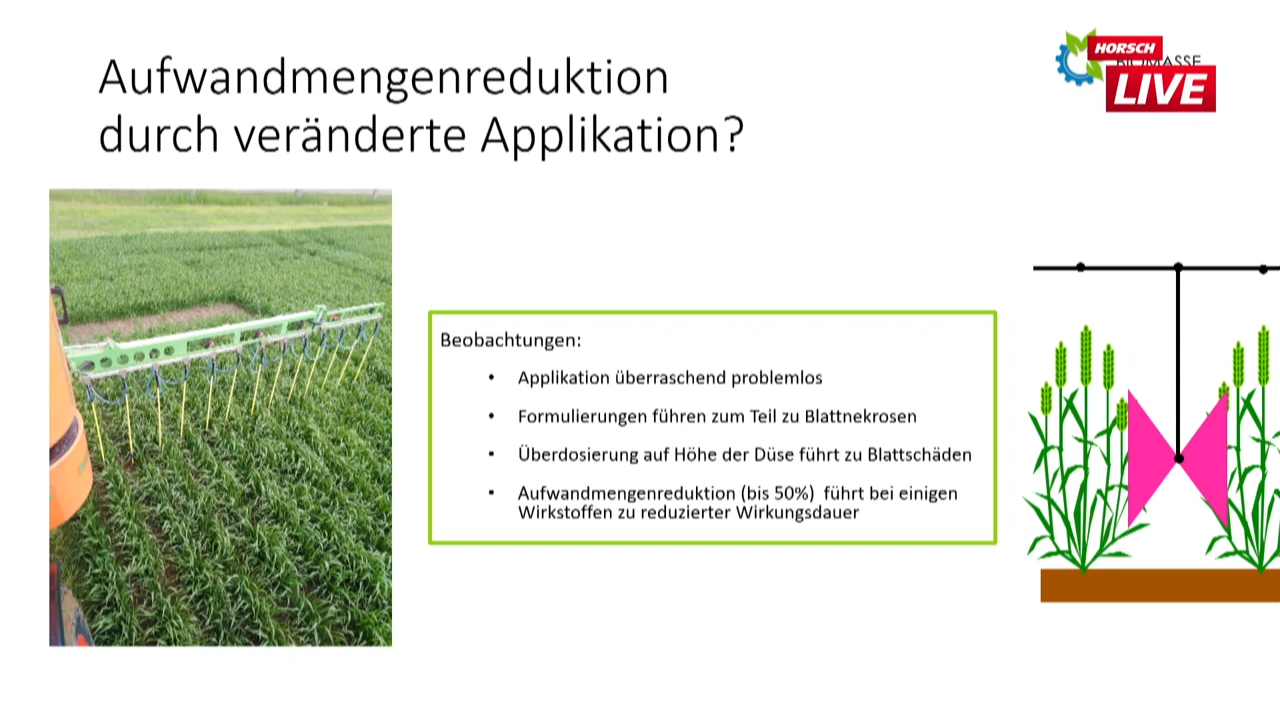 Aufwandmengenreduktion
durch veränderte Applikation?
HORSCH
LIVE
Beobachtungen:
• Applikation überraschend problemlos
• Formulierungen führen zum Teil zu Blattnekrosen
• Überdosierung auf Höhe der Düse führt zu Blattschäden
• Aufwandmengenreduktion (bis 50%) führt bei einigen
Wirkstoffen zu reduzierter Wirkungsdauer